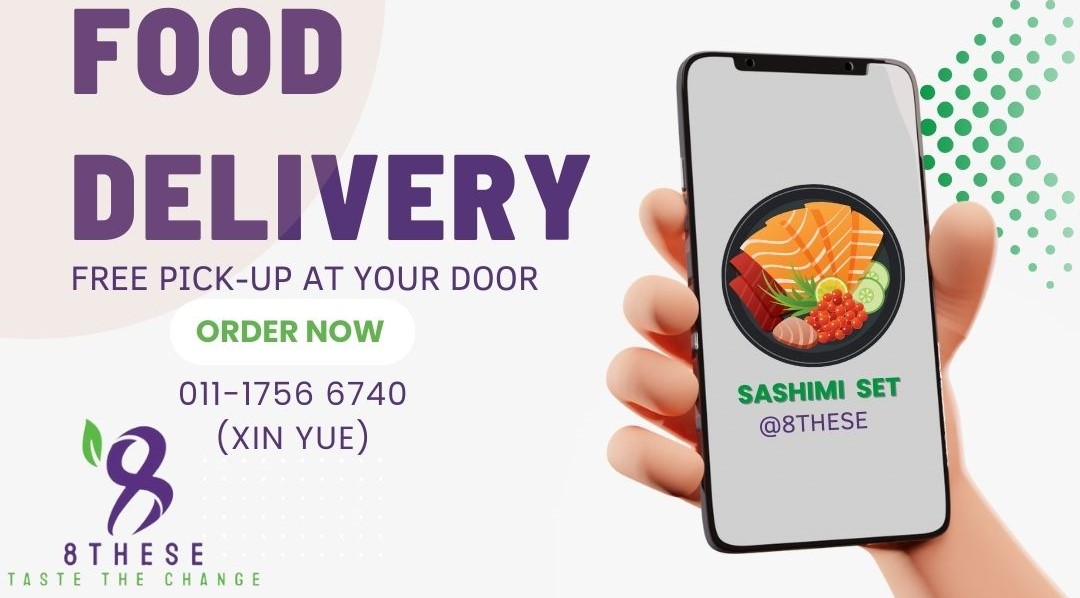 FOOD
DELIVERY
FREE PICK-UP AT YOUR DOOR
ORDER NOW
011-1756 6740
(XIN YUE)
8
8THESE
TASTE THE CHANGE
SASHIMI SET
@8THESE